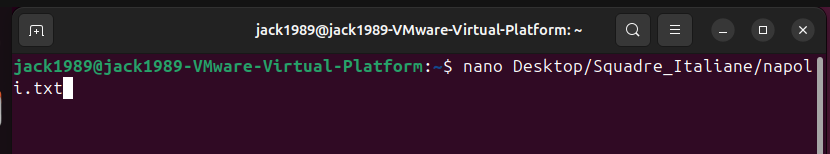 jack1989@jack1989-VMware-Virtual-Platform: ~
jack1989@jack1989-VMware-Virtual-Platform:~$ nano Desktop/Squadre_Italiane/napol
i.txt